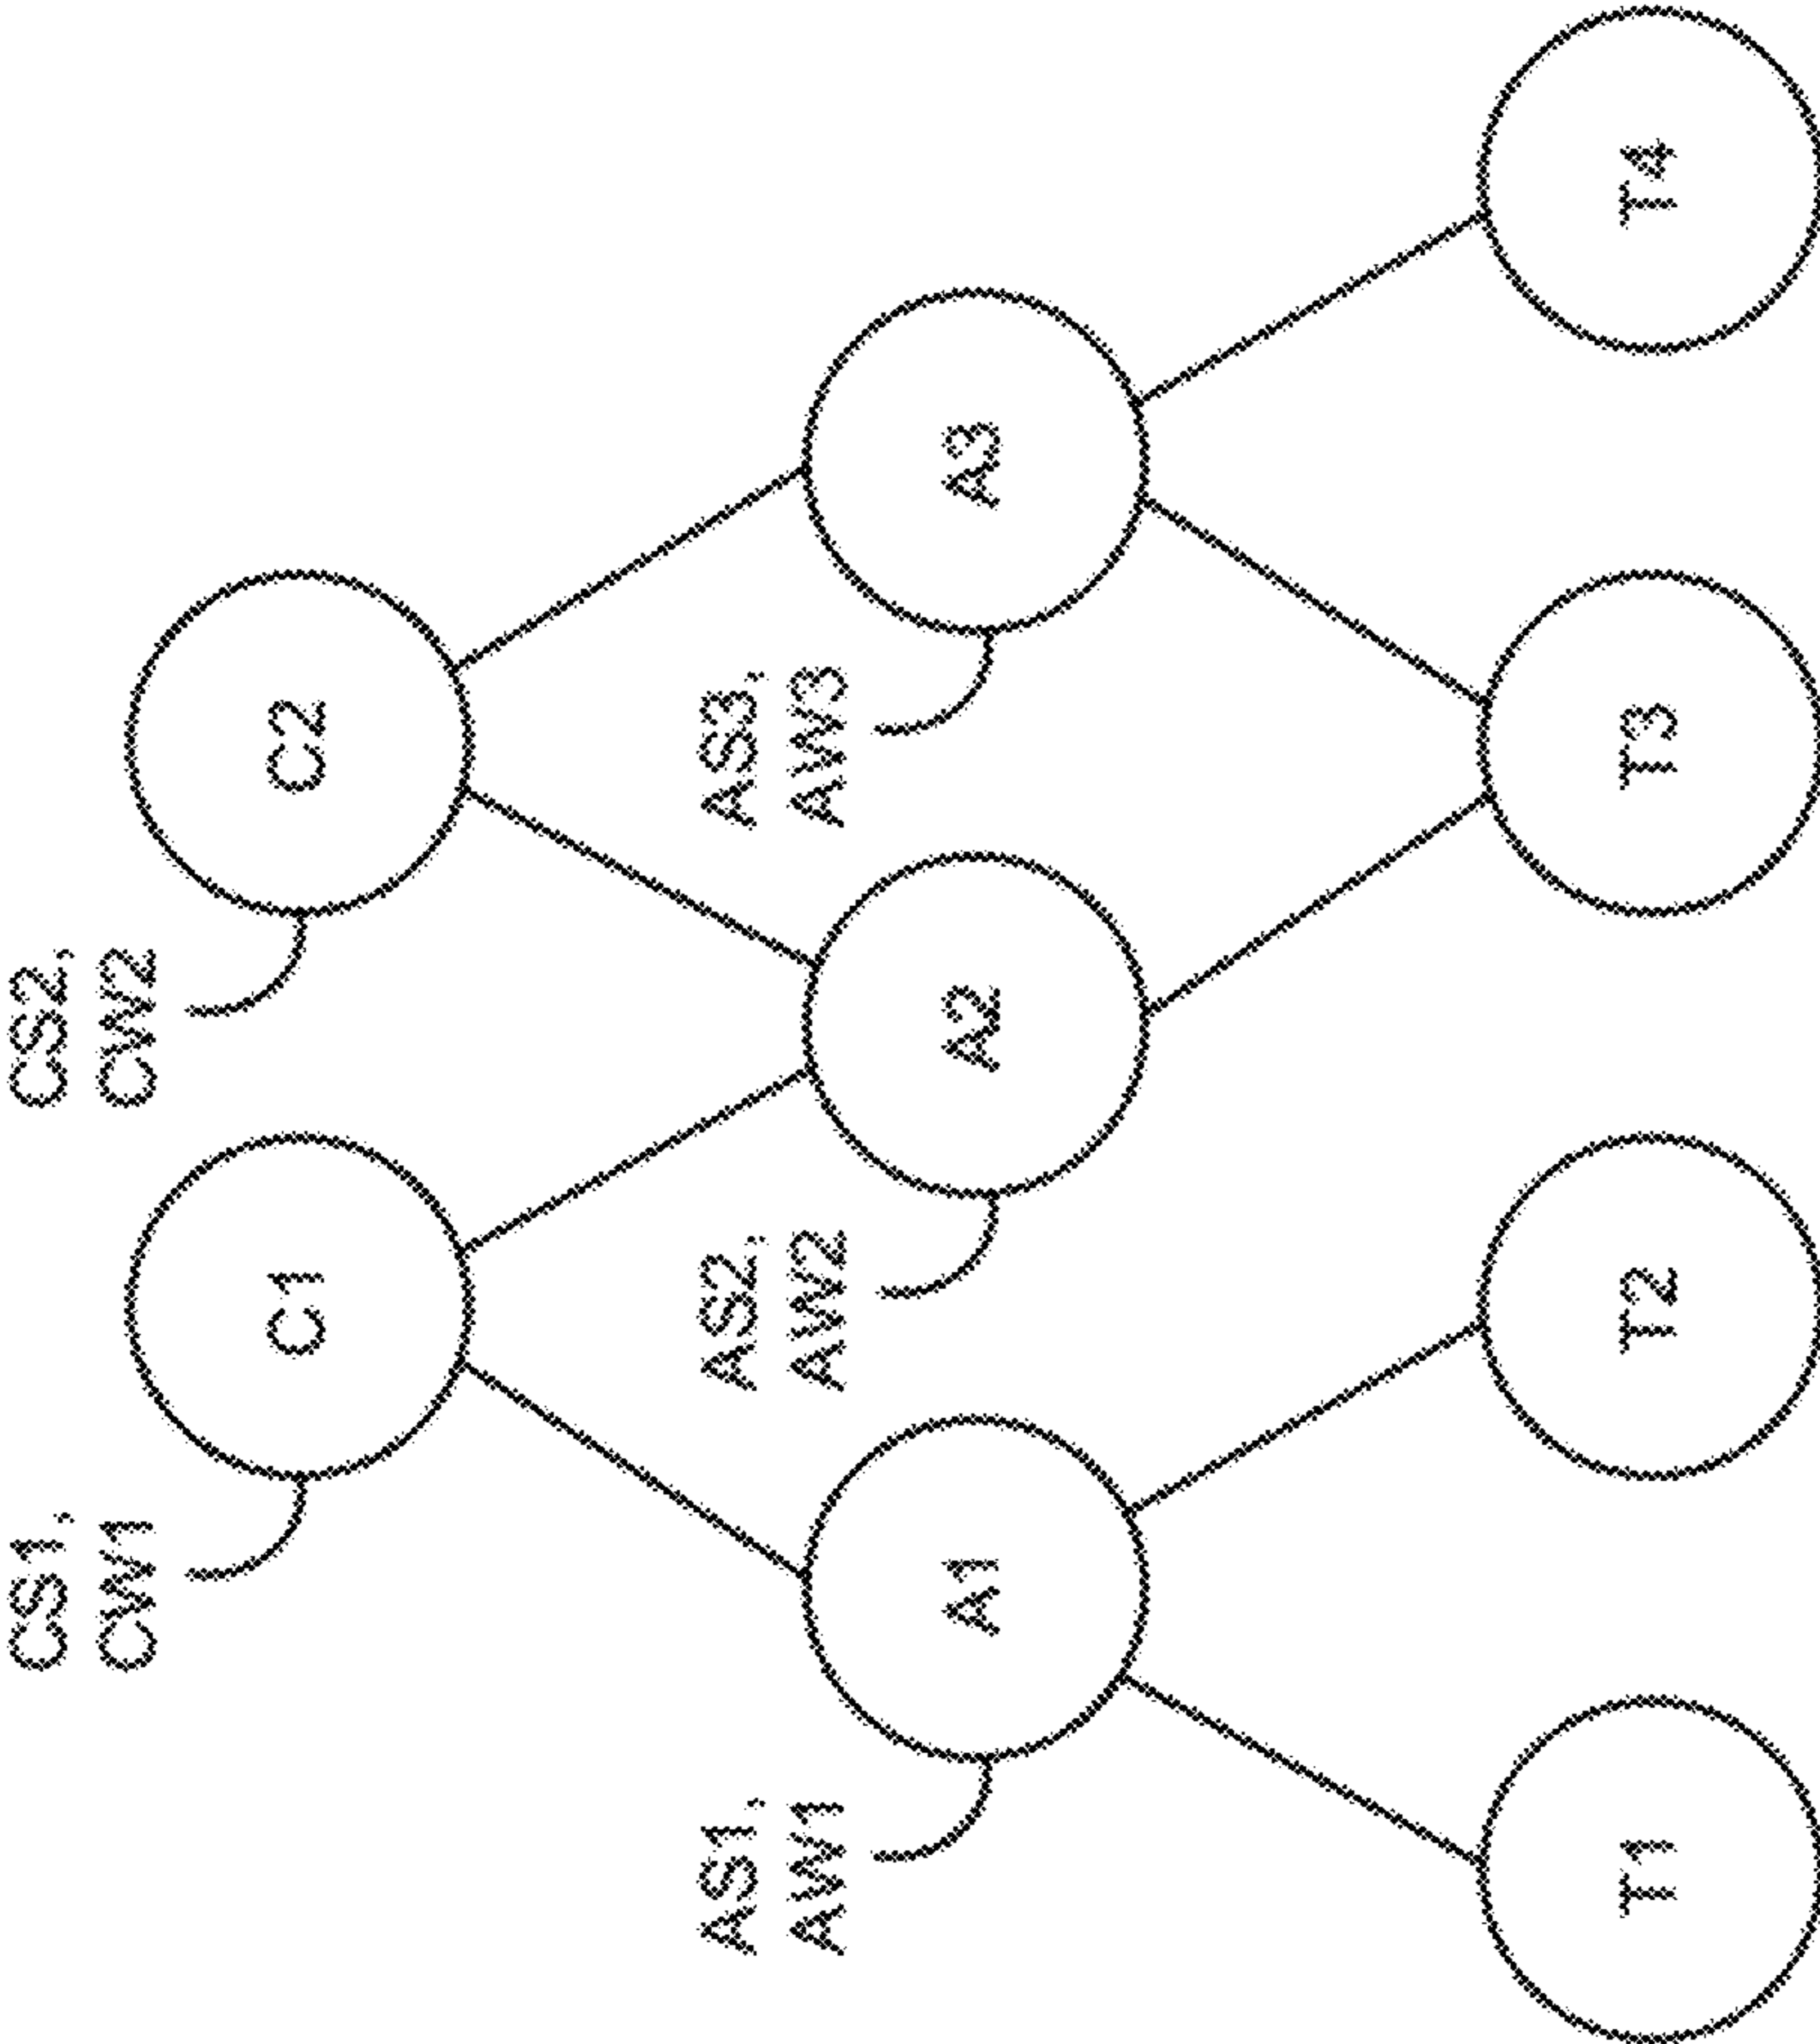 CS1,
CW1
CS2,
CW2
C1
C2
AS1,
AW1
AS2,
AW2
AS3,
AW3
A1
A2
A3
T1
T2
T3
T4